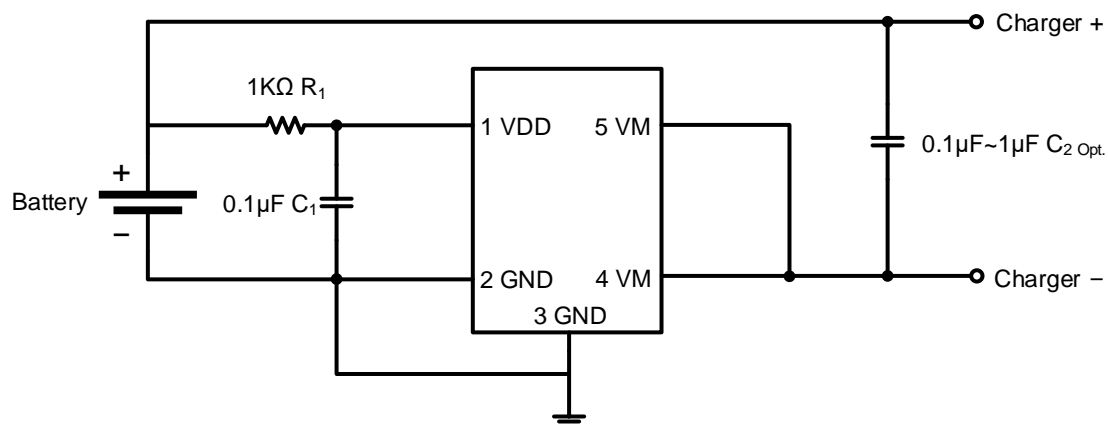 Charger +
1KΩ R₁
1 VDD
5 VM
0.1µF~1µF C₂ Opt.
+
Battery
−
0.1µF C₁
2 GND
4 VM
3 GND
Charger −